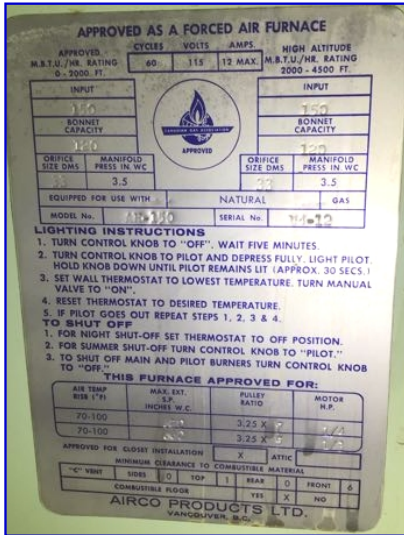 APPROVED AS A FORCED AIR FURNACE
APPROVED M.B.T.U./HR. RATING 0-2000 FT.
CYCLES VOLTS AMPS.
60 115 12 MAX.
HIGH ALTITUDE M.B.T.U./HR. RATING 2000 - 4500 FT.
INPUT INPUT
150 150
BONNET CAPACITY BONNET CAPACITY
120 120
CANADIAN GAS ASSOCIATION
APPROVED
ORIFICE SIZE DMS MANIFOLD PRESS IN. WC ORIFICE SIZE DMS MANIFOLD PRESS IN. WC
33 3.5 33 3.5
EQUIPPED FOR USE WITH NATURAL GAS
MODEL No. SERIAL No.
LIGHTING INSTRUCTIONS
1. TURN CONTROL KNOB TO "OFF". WAIT FIVE MINUTES.
2. TURN CONTROL KNOB TO PILOT AND DEPRESS FULLY. LIGHT PILOT.
HOLD KNOB DOWN UNTIL PILOT REMAINS LIT (APPROX. 30 SECS.)
3. SET WALL THERMOSTAT TO LOWEST TEMPERATURE. TURN MANUAL
VALVE TO "ON".
4. RESET THERMOSTAT TO DESIRED TEMPERATURE.
5. IF PILOT GOES OUT REPEAT STEPS 1, 2, 3 & 4.
TO SHUT OFF
1. FOR NIGHT SHUT-OFF SET THERMOSTAT TO OFF POSITION.
2. FOR SUMMER SHUT-OFF TURN CONTROL KNOB TO "PILOT."
3. TO SHUT OFF MAIN AND PILOT BURNERS TURN CONTROL KNOB
TO "OFF."
THIS FURNACE APPROVED FOR:
AIR TEMP RISE (°F) MAX. EXT. S.P. INCHES W.C. PULLEY RATIO MOTOR H.P.
70-100 3.25 X
70-100 3.25 X
APPROVED FOR CLOSET INSTALLATION X ATTIC
MINIMUM CLEARANCE TO COMBUSTIBLE MATERIAL
"C" VENT SIDES 0 TOP 1 REAR 0 FRONT 6
COMBUSTIBLE FLOOR YES X NO
AIRCO PRODUCTS LTD.
VANCOUVER, B.C.